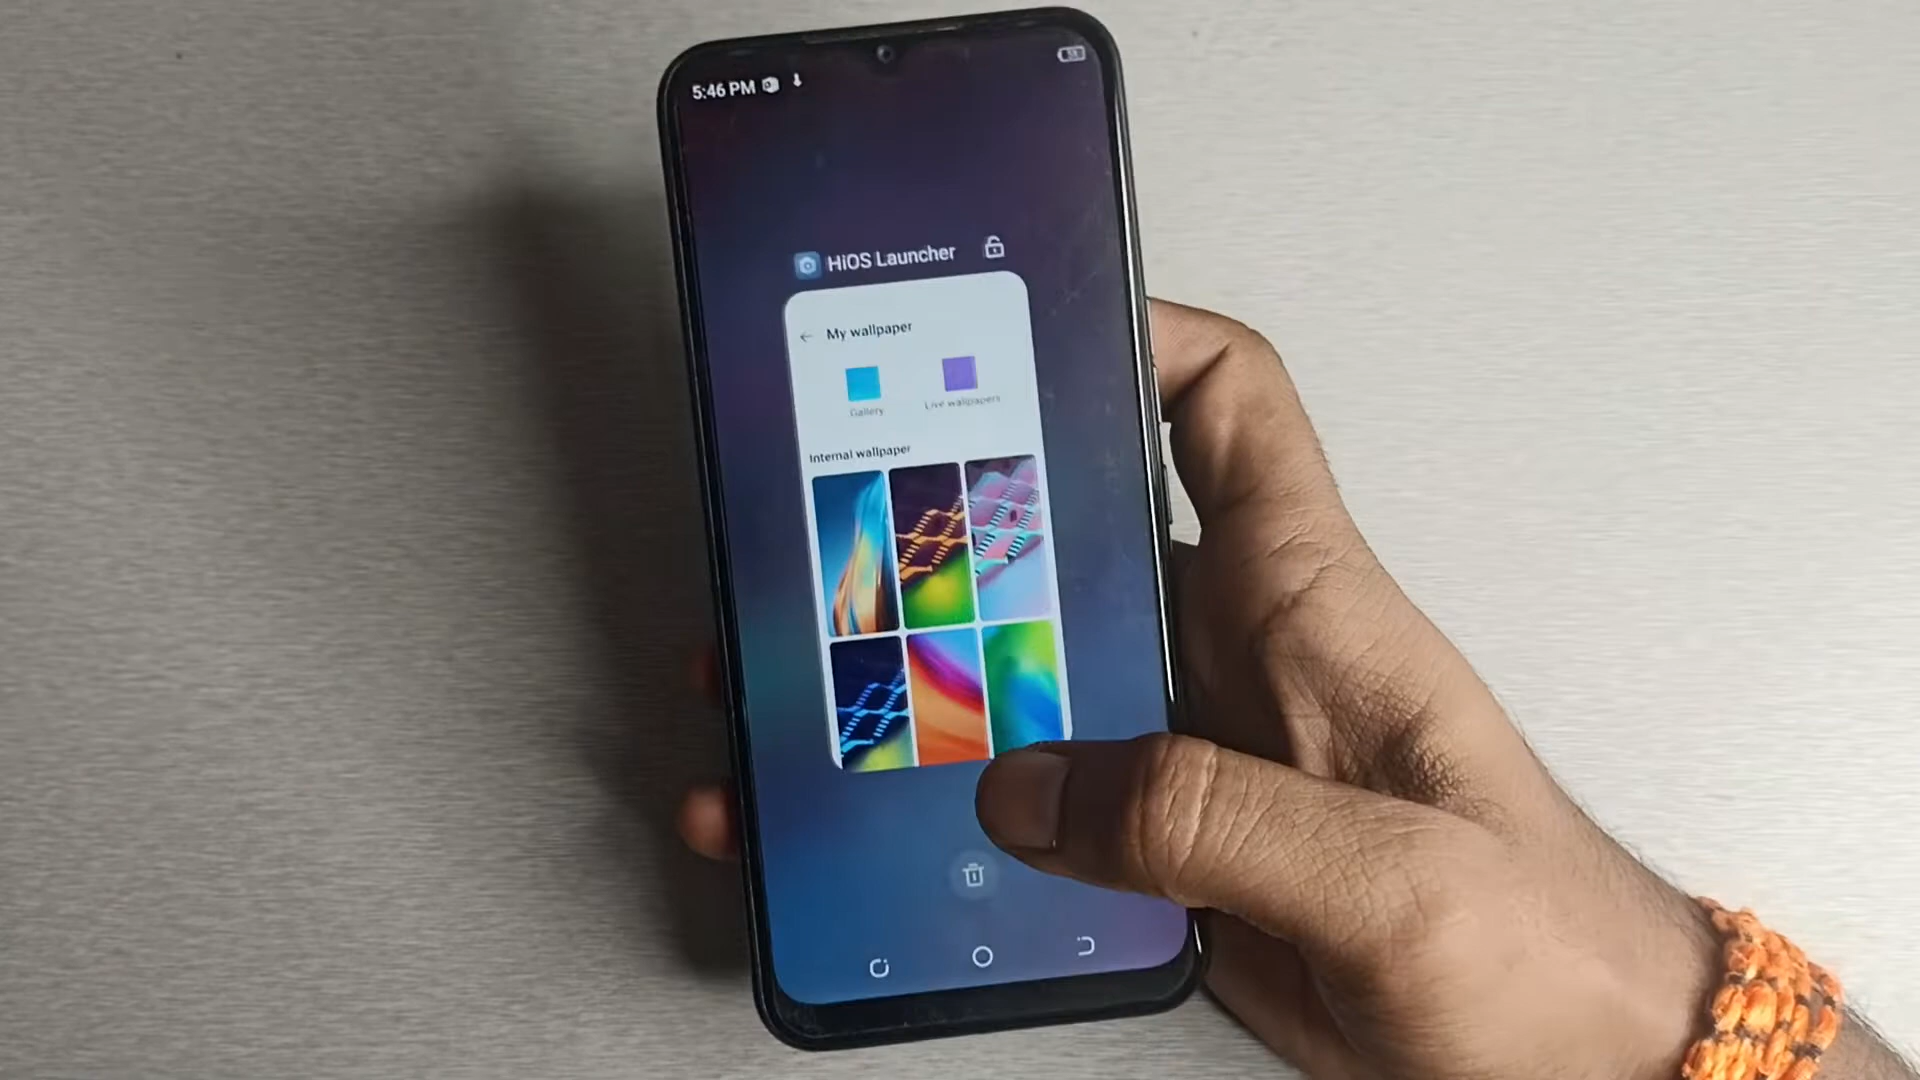 5:46 PM
HiOS Launcher
My wallpaper
Gallery
Live wallpapers
Internal wallpaper